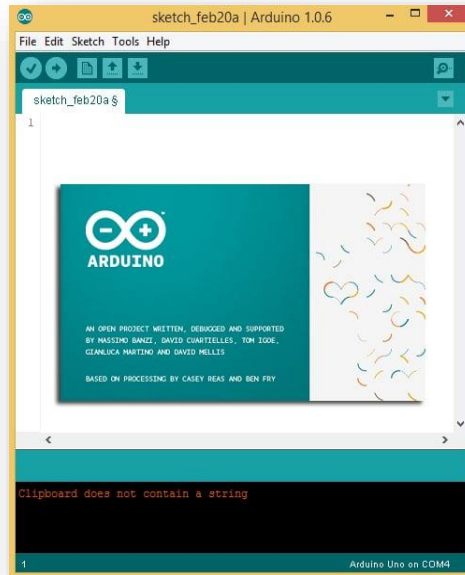 sketch_feb20a | Arduino 1.0.6
File Edit Sketch Tools Help
sketch_feb20a §
1
ARDUINO
AN OPEN PROJECT WRITTEN, DEBUGGED AND SUPPORTED
BY MASSIMO BANZI, DAVID CUARTIELLES, TOM IGOE,
GIANLUCA MARTINO AND DAVID MELLIS
BASED ON PROCESSING BY CASEY REAS AND BEN FRY
Clipboard does not contain a string
1 Arduino Uno on COM4